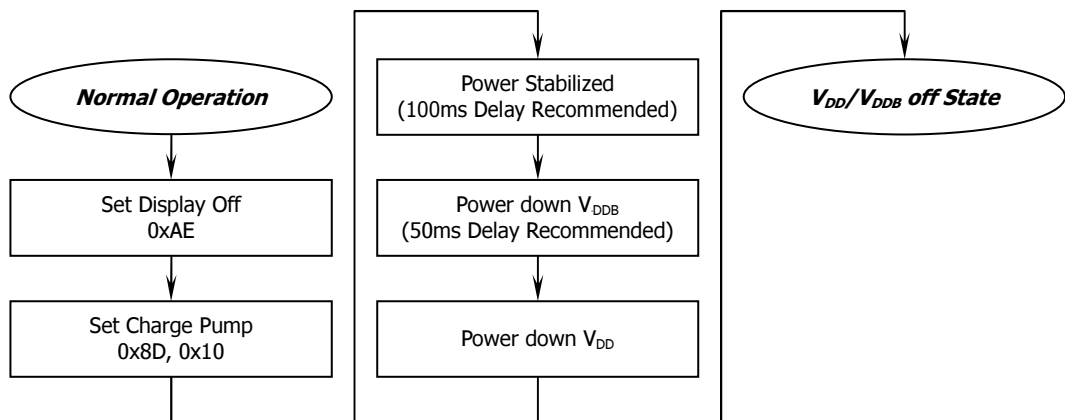 Normal Operation
Set Display Off
0xAE
Set Charge Pump
0x8D, 0x10
Power Stabilized
(100ms Delay Recommended)
Power down VDDB
(50ms Delay Recommended)
Power down VDD
VDD/VDDB off State